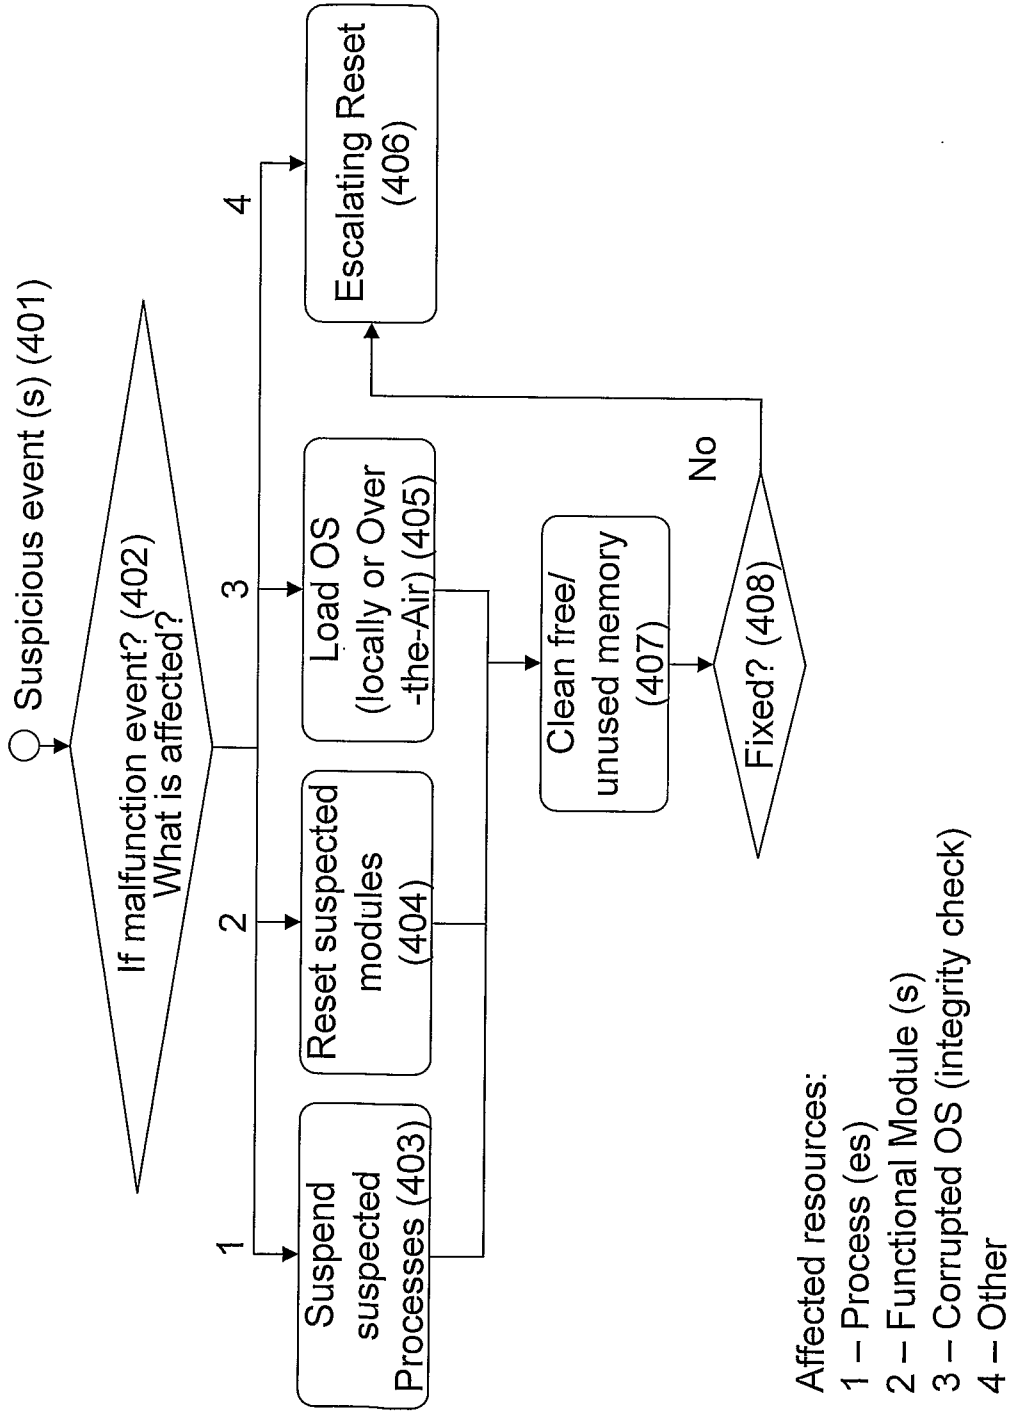 Suspicious event (s) (401)
If malfunction event? (402)
What is affected?
1
2
3
4
Suspend
suspected
Processes (403)
Reset suspected
modules
(404)
Load OS
(locally or Over
-the-Air) (405)
Escalating Reset
(406)
Clean free/
unused memory
(407)
Fixed? (408)
No
Affected resources:
1 – Process (es)
2 – Functional Module (s)
3 – Corrupted OS (integrity check)
4 – Other